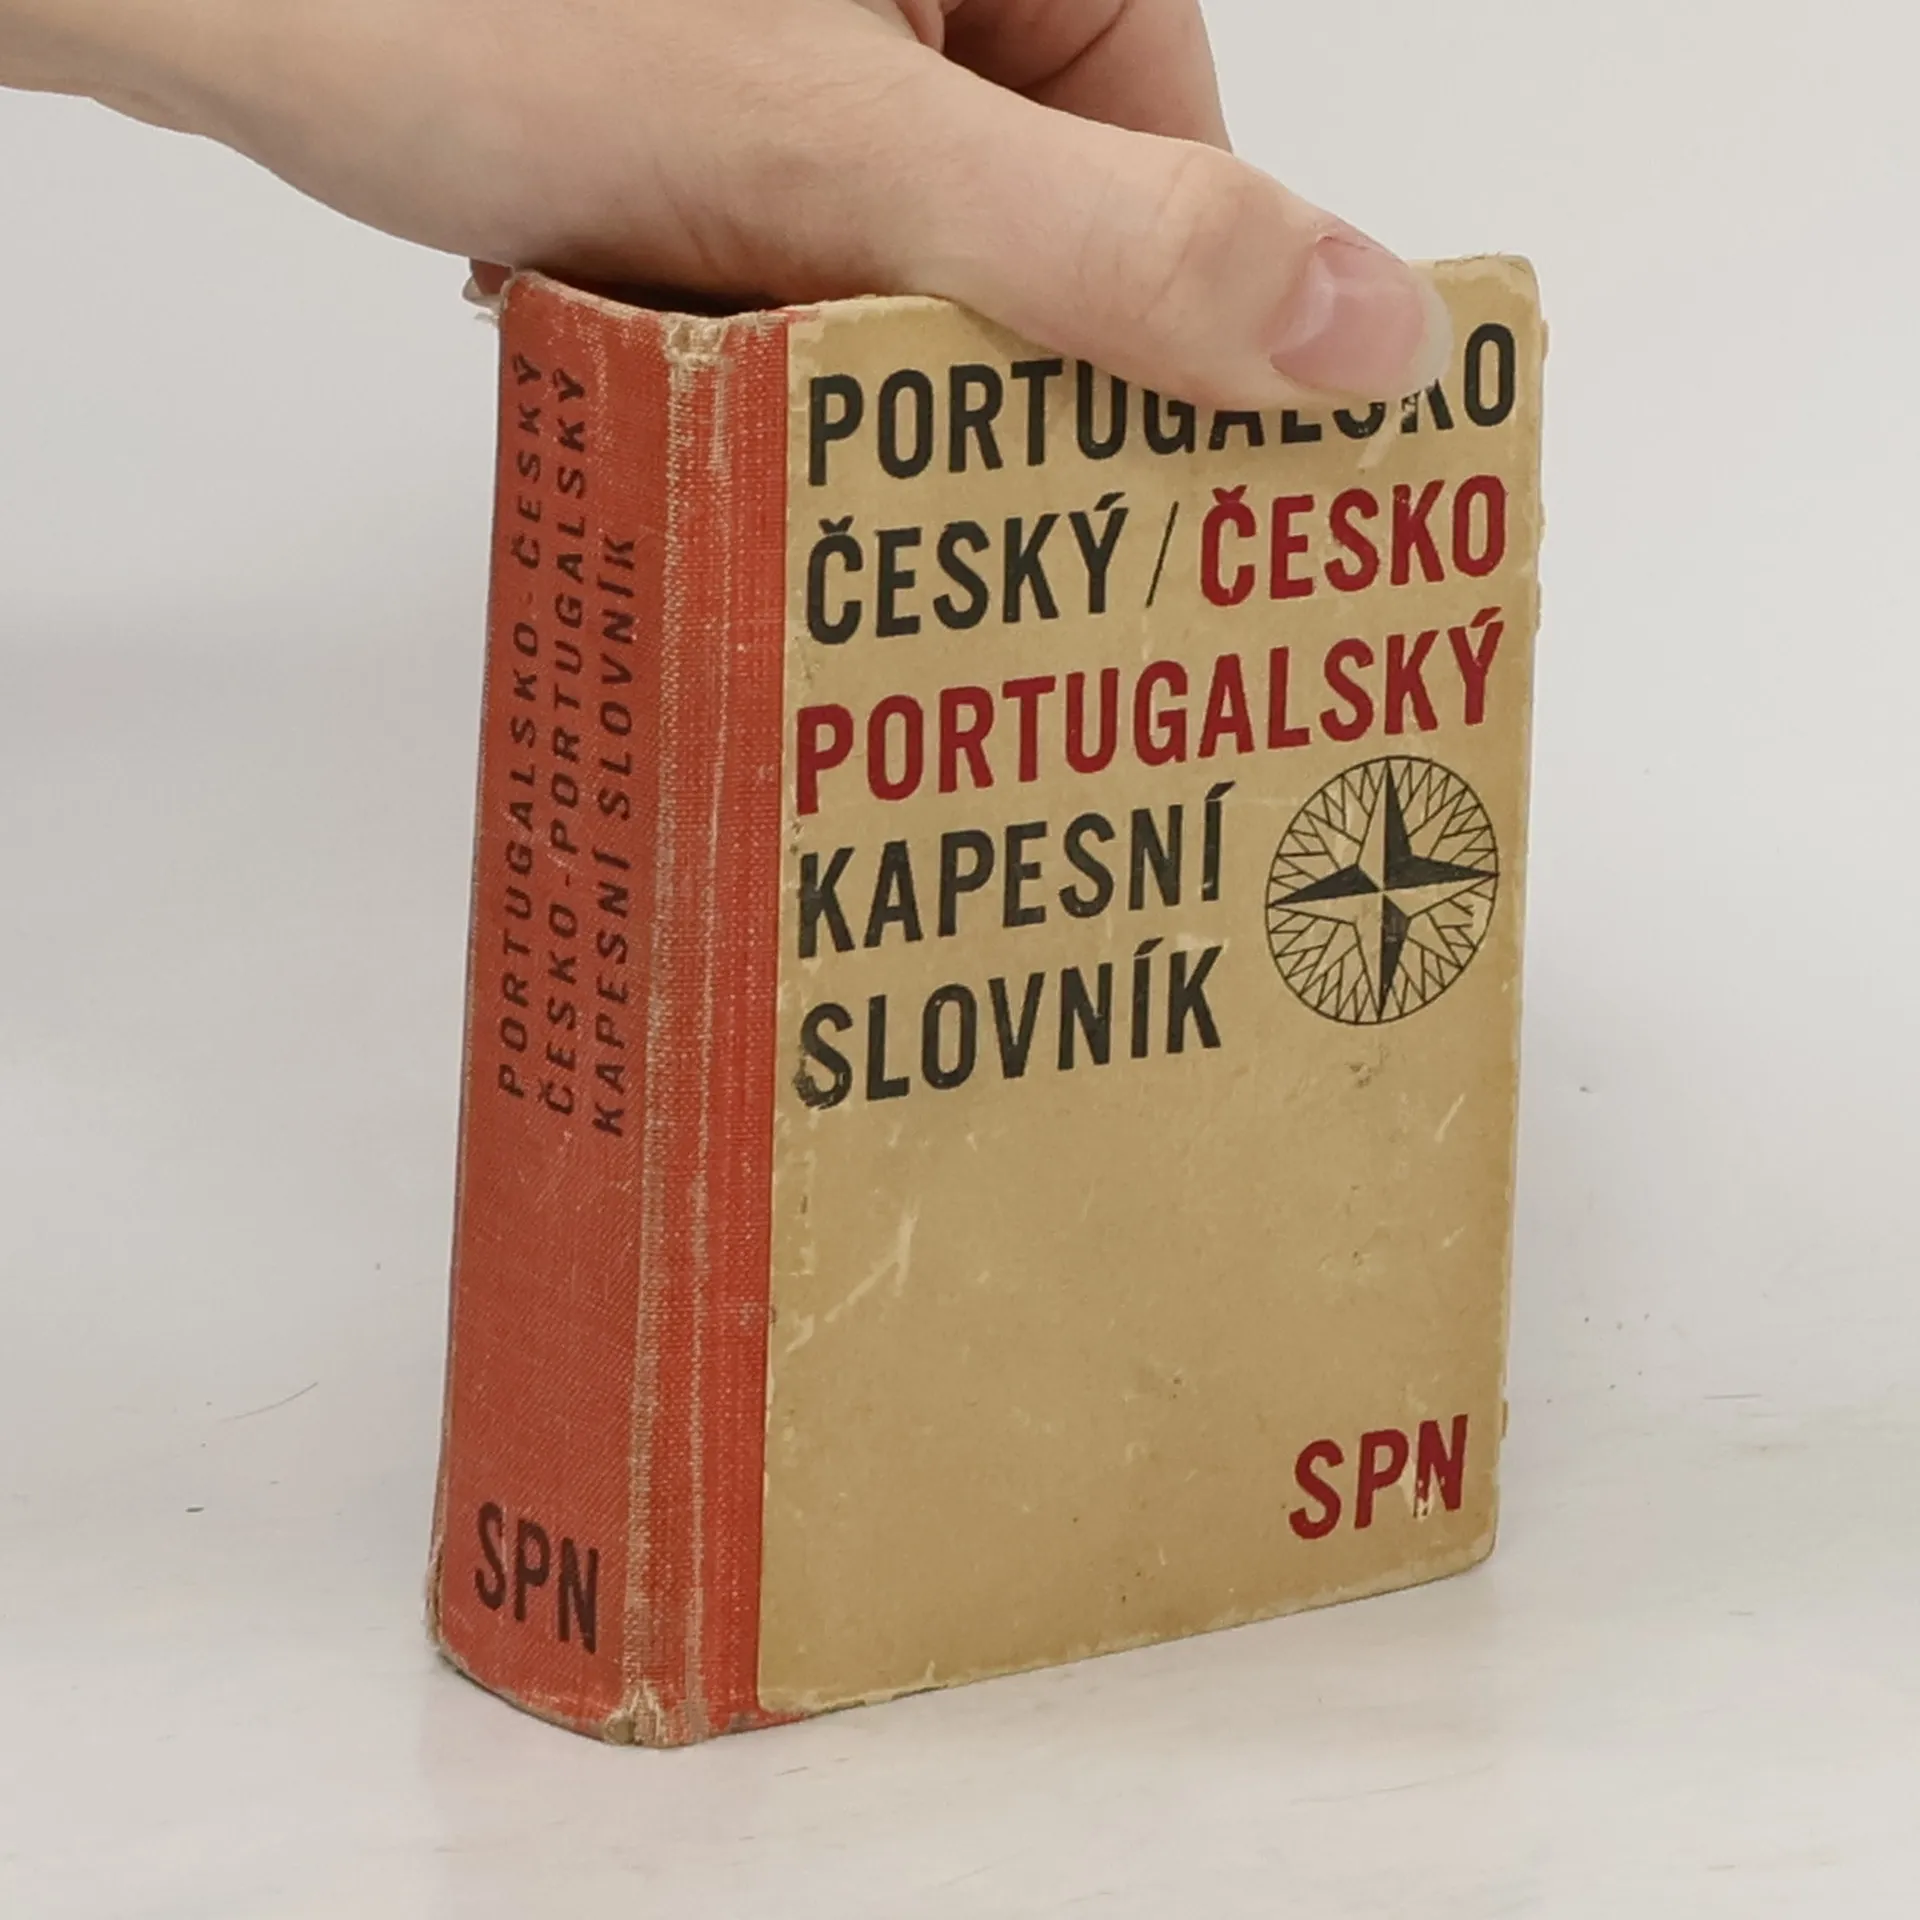 PORTUGALSKO-ČESKÝ
ČESKO-PORTUGALSKÝ
KAPESNÍ SLOVNÍK
SPN
PORTUGALSKO
ČESKÝ / ČESKO
PORTUGALSKÝ
KAPESNÍ
SLOVNÍK
SPN